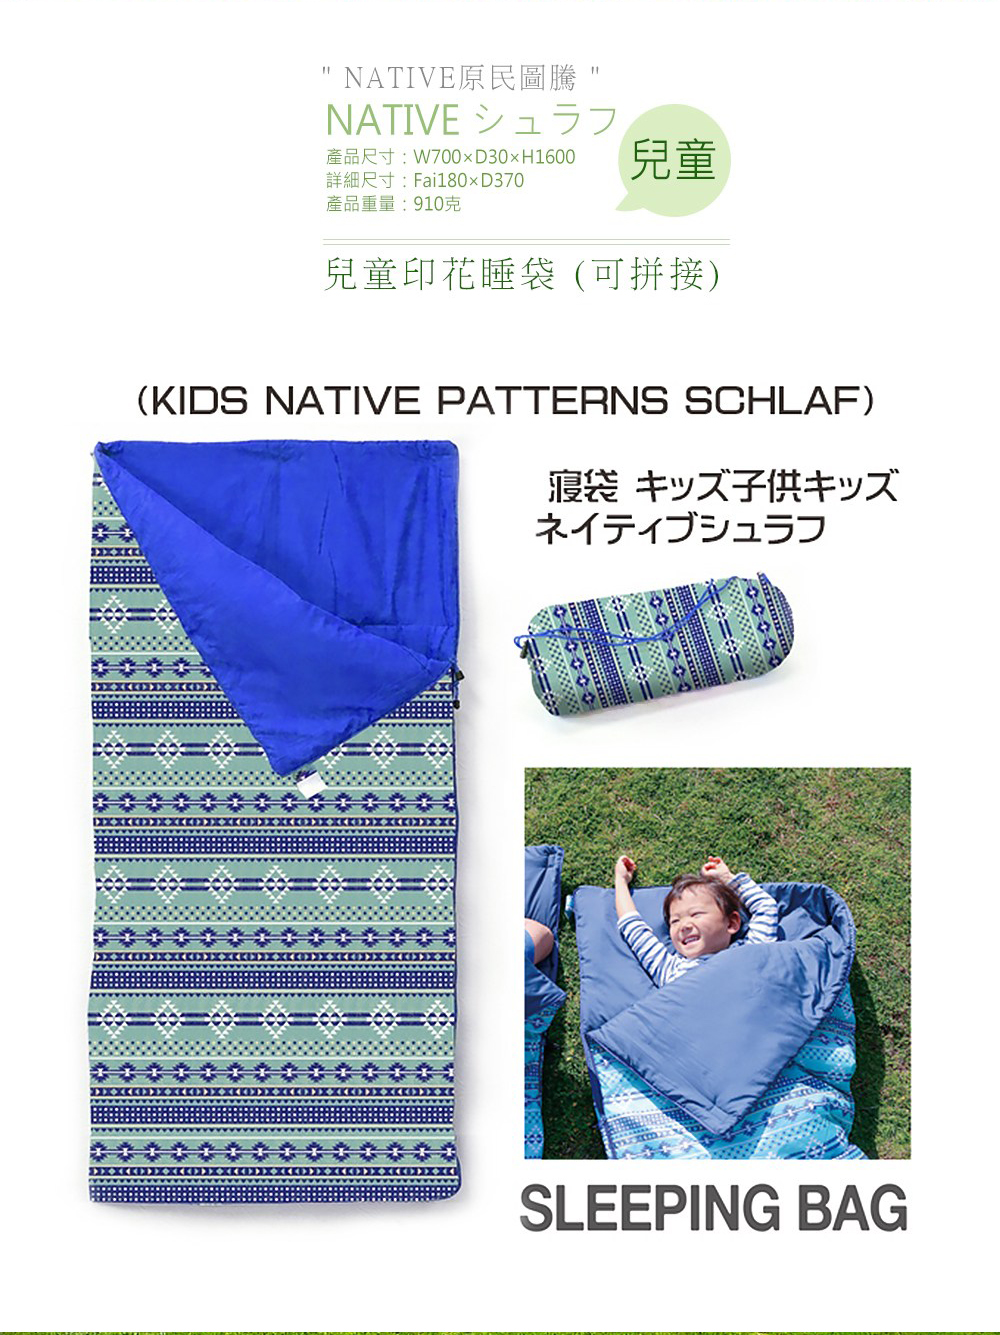 " NATIVE原民圖騰 "
NATIVE シュラフ
兒童
產品尺寸：W700×D30×H1600
詳細尺寸：Fai180×D370
產品重量：910克
兒童印花睡袋 (可拼接)
（KIDS NATIVE PATTERNS SCHLAF）
寝袋 キッズ子供キッズ
ネイティブシュラフ
SLEEPING BAG